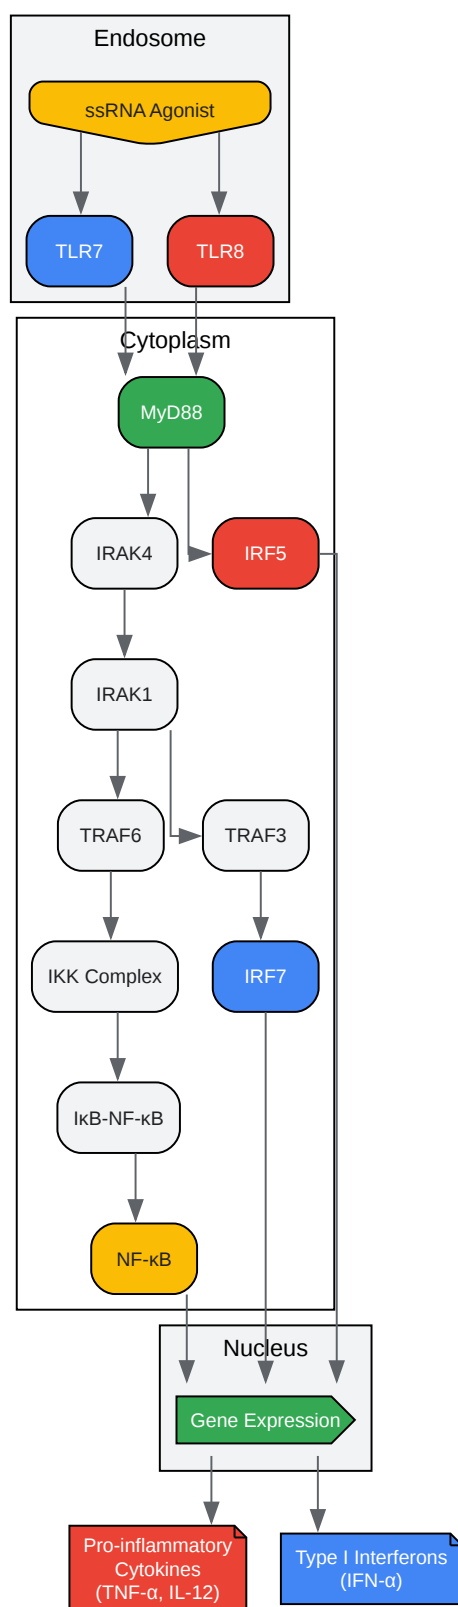 Endosome
ssRNA Agonist
TLR7
TLR8
Cytoplasm
MyD88
IRAK4
IRF5
IRAK1
TRAF6
TRAF3
IKK Complex
IRF7
IκB-NF-κB
NF-κB
Nucleus
Gene Expression
Pro-inflammatory
Cytokines
(TNF-α, IL-12)
Type I Interferons
(IFN-α)